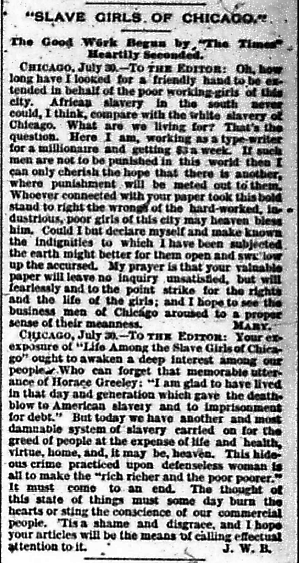 "SLAVE GIRLS OF CHICAGO."
The Good Work Begun by "The Times"
Heartily Seconded.
CHICAGO, July 30.—TO THE EDITOR: Oh, how
long have I looked for a friendly hand to be ex-
tended in behalf of the poor working-girls of this
city. African slavery in the south never
could, I think, compare with the white slavery of
Chicago. What are we living for? That's the
question. Here I am, working as a type-writer
for a millionaire and getting $3 a week. If such
men are not to be punished in this world then I
can only cherish the hope that there is another,
where punishment will be meted out to them.
Whoever connected with your paper took this bold
stand to right the wrongs of the hard-worked, in-
dustrious, poor girls of this city may heaven bless
him. Could I but declare myself and make known
the indignities to which I have been subjected
the earth might better for them open and swallow
up the accursed. My prayer is that your valuable
paper will leave no inquiry unsatisfied, but will
fearlessly and to the point strike for the rights
and the life of the girls; and I hope to see the
business men of Chicago aroused to a proper
sense of their meanness. MARY.
CHICAGO, July 30.—TO THE EDITOR: Your ex-
exposure of "Life Among the Slave Girls of Chica-
go" ought to awaken a deep interest among our
people. Who can forget that memorable utter-
ance of Horace Greeley: "I am glad to have lived
in that day and generation which gave the death-
blow to American slavery and to imprisonment
for debt." But today we have another and most
damnable system of slavery carried on for the
greed of people at the expense of life and health,
virtue, home, and, it may be, heaven. This hide-
ous crime practiced upon defenseless woman is
all to make the "rich richer and the poor poorer."
It must come to an end. The thought of
this state of things must some day burn the
hearts or sting the conscience of our commercial
people. 'Tis a shame and disgrace, and I hope
your articles will be the means of calling effectual
attention to it. J. W. B.